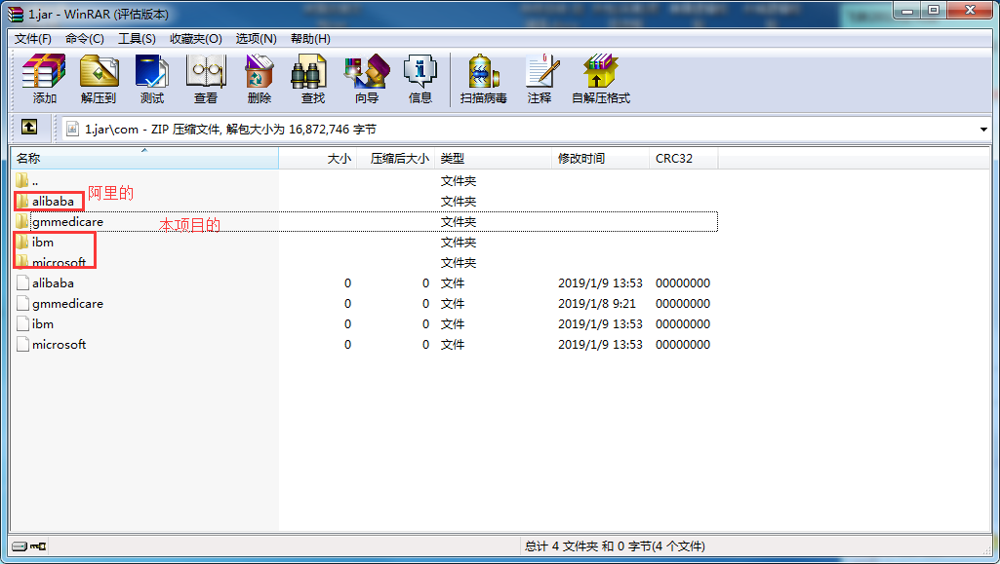 1.jar - WinRAR (评估版本)
文件(F) 命令(C) 工具(S) 收藏夹(O) 选项(N) 帮助(H)
添加 解压到 测试 查看 删除 查找 向导 信息 扫描病毒 注释 自解压格式
1.jar\com - ZIP 压缩文件, 解包大小为 16,872,746 字节
名称 大小 压缩后大小 类型 修改时间 CRC32
.. 文件夹
alibaba 阿里的 文件夹
gmmedicare 本项目的 文件夹
ibm 文件夹
microsoft 文件夹
alibaba 0 0 文件 2019/1/9 13:53 00000000
gmmedicare 0 0 文件 2019/1/8 9:21 00000000
ibm 0 0 文件 2019/1/9 13:53 00000000
microsoft 0 0 文件 2019/1/9 13:53 00000000
总计 4 文件夹 和 0 字节(4 个文件)